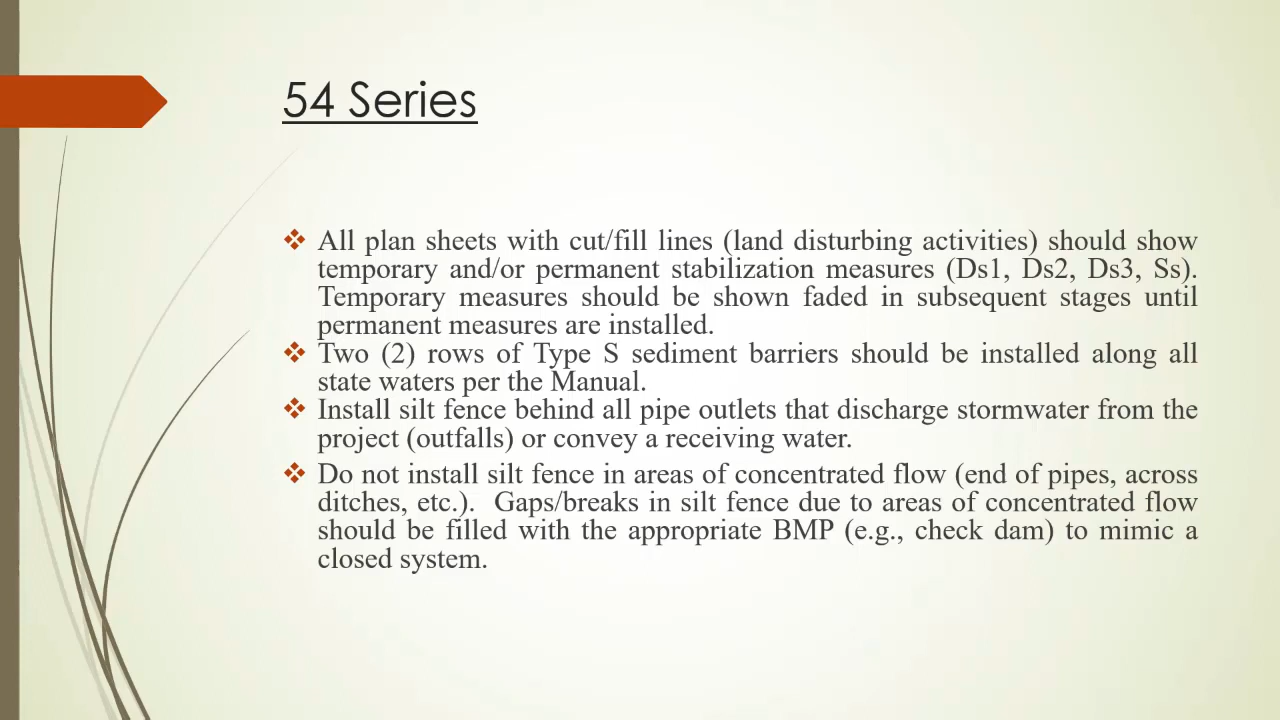 54 Series
All plan sheets with cut/fill lines (land disturbing activities) should show
temporary and/or permanent stabilization measures (Ds1, Ds2, Ds3, Ss).
Temporary measures should be shown faded in subsequent stages until
permanent measures are installed.
Two (2) rows of Type S sediment barriers should be installed along all
state waters per the Manual.
Install silt fence behind all pipe outlets that discharge stormwater from the
project (outfalls) or convey a receiving water.
Do not install silt fence in areas of concentrated flow (end of pipes, across
ditches, etc.).  Gaps/breaks in silt fence due to areas of concentrated flow
should be filled with the appropriate BMP (e.g., check dam) to mimic a
closed system.